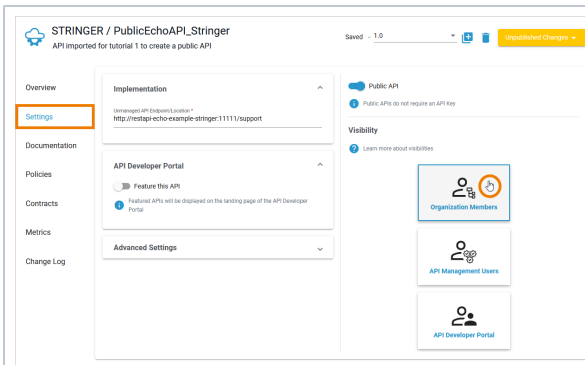 STRINGER / PublicEchoAPI_Stringer
API imported for tutorial 1 to create a public API
Saved - 1.0
Unpublished Changes
Overview
Settings
Documentation
Policies
Contracts
Metrics
Change Log
Implementation
Unmanaged API Endpoint/Location *
http://restapi-echo-example-stringer:11111/support
API Developer Portal
Feature this API
Featured APIs will be displayed on the landing page of the API Developer
Portal
Advanced Settings
Public API
Public APIs do not require an API Key
Visibility
Learn more about visibilities
Organization Members
API Management Users
API Developer Portal